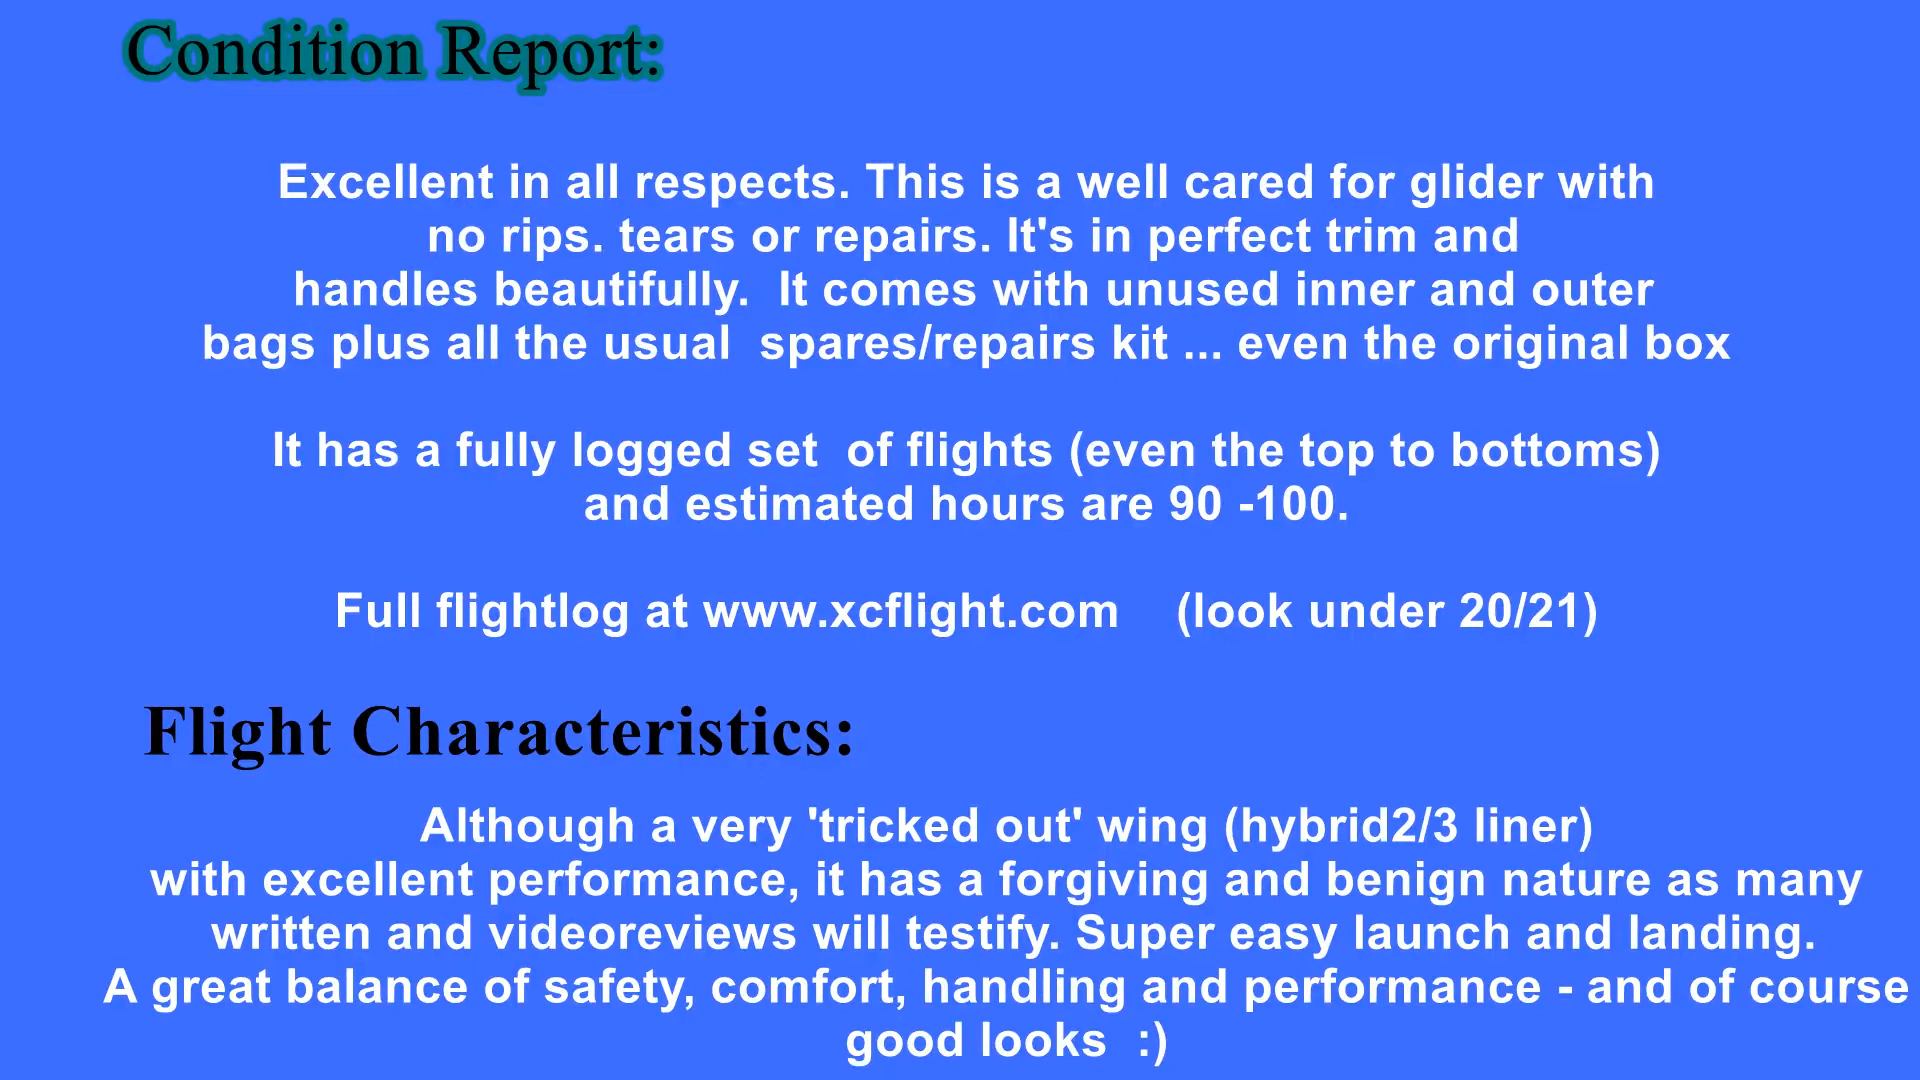 Condition Report:
Excellent in all respects. This is a well cared for glider with
no rips. tears or repairs. It's in perfect trim and
handles beautifully.  It comes with unused inner and outer
bags plus all the usual  spares/repairs kit ... even the original box
It has a fully logged set  of flights (even the top to bottoms)
and estimated hours are 90 -100.
Full flightlog at www.xcflight.com    (look under 20/21)
Flight Characteristics:
Although a very 'tricked out' wing (hybrid2/3 liner)
with excellent performance, it has a forgiving and benign nature as many
written and videoreviews will testify. Super easy launch and landing.
A great balance of safety, comfort, handling and performance - and of course
good looks  :)